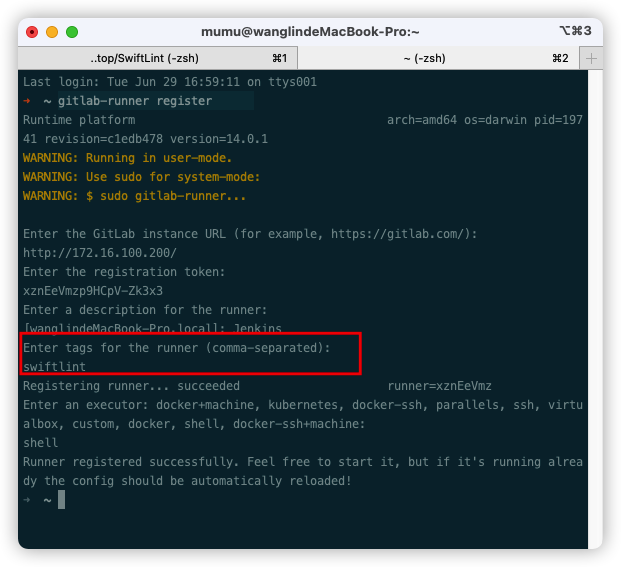 mumu@wanglindeMacBook-Pro:~
⌥⌘3
..top/SwiftLint (-zsh)
⌘1
~ (-zsh)
⌘2
+
Last login: Tue Jun 29 16:59:11 on ttys001
➜ ~ gitlab-runner register
Runtime platform arch=amd64 os=darwin pid=197
41 revision=c1edb478 version=14.0.1
WARNING: Running in user-mode.
WARNING: Use sudo for system-mode:
WARNING: $ sudo gitlab-runner...
Enter the GitLab instance URL (for example, https://gitlab.com/):
http://172.16.100.200/
Enter the registration token:
xznEeVmzp9HCpV-Zk3x3
Enter a description for the runner:
[wanglindeMacBook-Pro.local]: Jenkins
Enter tags for the runner (comma-separated):
swiftlint
Registering runner... succeeded runner=xznEeVmz
Enter an executor: docker+machine, kubernetes, docker-ssh, parallels, ssh, virtu
albox, custom, docker, shell, docker-ssh+machine:
shell
Runner registered successfully. Feel free to start it, but if it's running alrea
dy the config should be automatically reloaded!
➜ ~